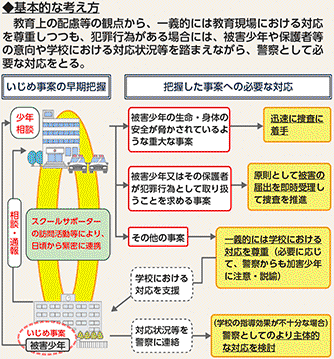 ◆基本的な考え方
教育上の配慮等の観点から、一義的には教育現場における対応
を尊重しつつも、犯罪行為がある場合には、被害少年や保護者等
の意向や学校における対応状況等を踏まえながら、警察として必
要な対応をとる。
いじめ事案の早期把握
把握した事案への必要な対応
少年
相談
被害少年の生命・身体の
安全が脅かされているよ
うな重大な事案
迅速に捜査に
着手
被害少年又はその保護者
が犯罪行為として取り扱
うことを求める事案
原則として被害の
届出を即時受理し
て捜査を推進
相談・通報
スクールサポーター
の訪問活動等により、
日頃から緊密に連携
その他の事案
一義的には学校における
対応を尊重（必要に応じ
て、警察からも加害少年
に注意・説諭）
学校における
対応を支援
いじめ事案
被害少年
対応状況等を
警察に連絡
（学校の指導効果が不十分な場合）
警察としてのより主体的
な対応を検討